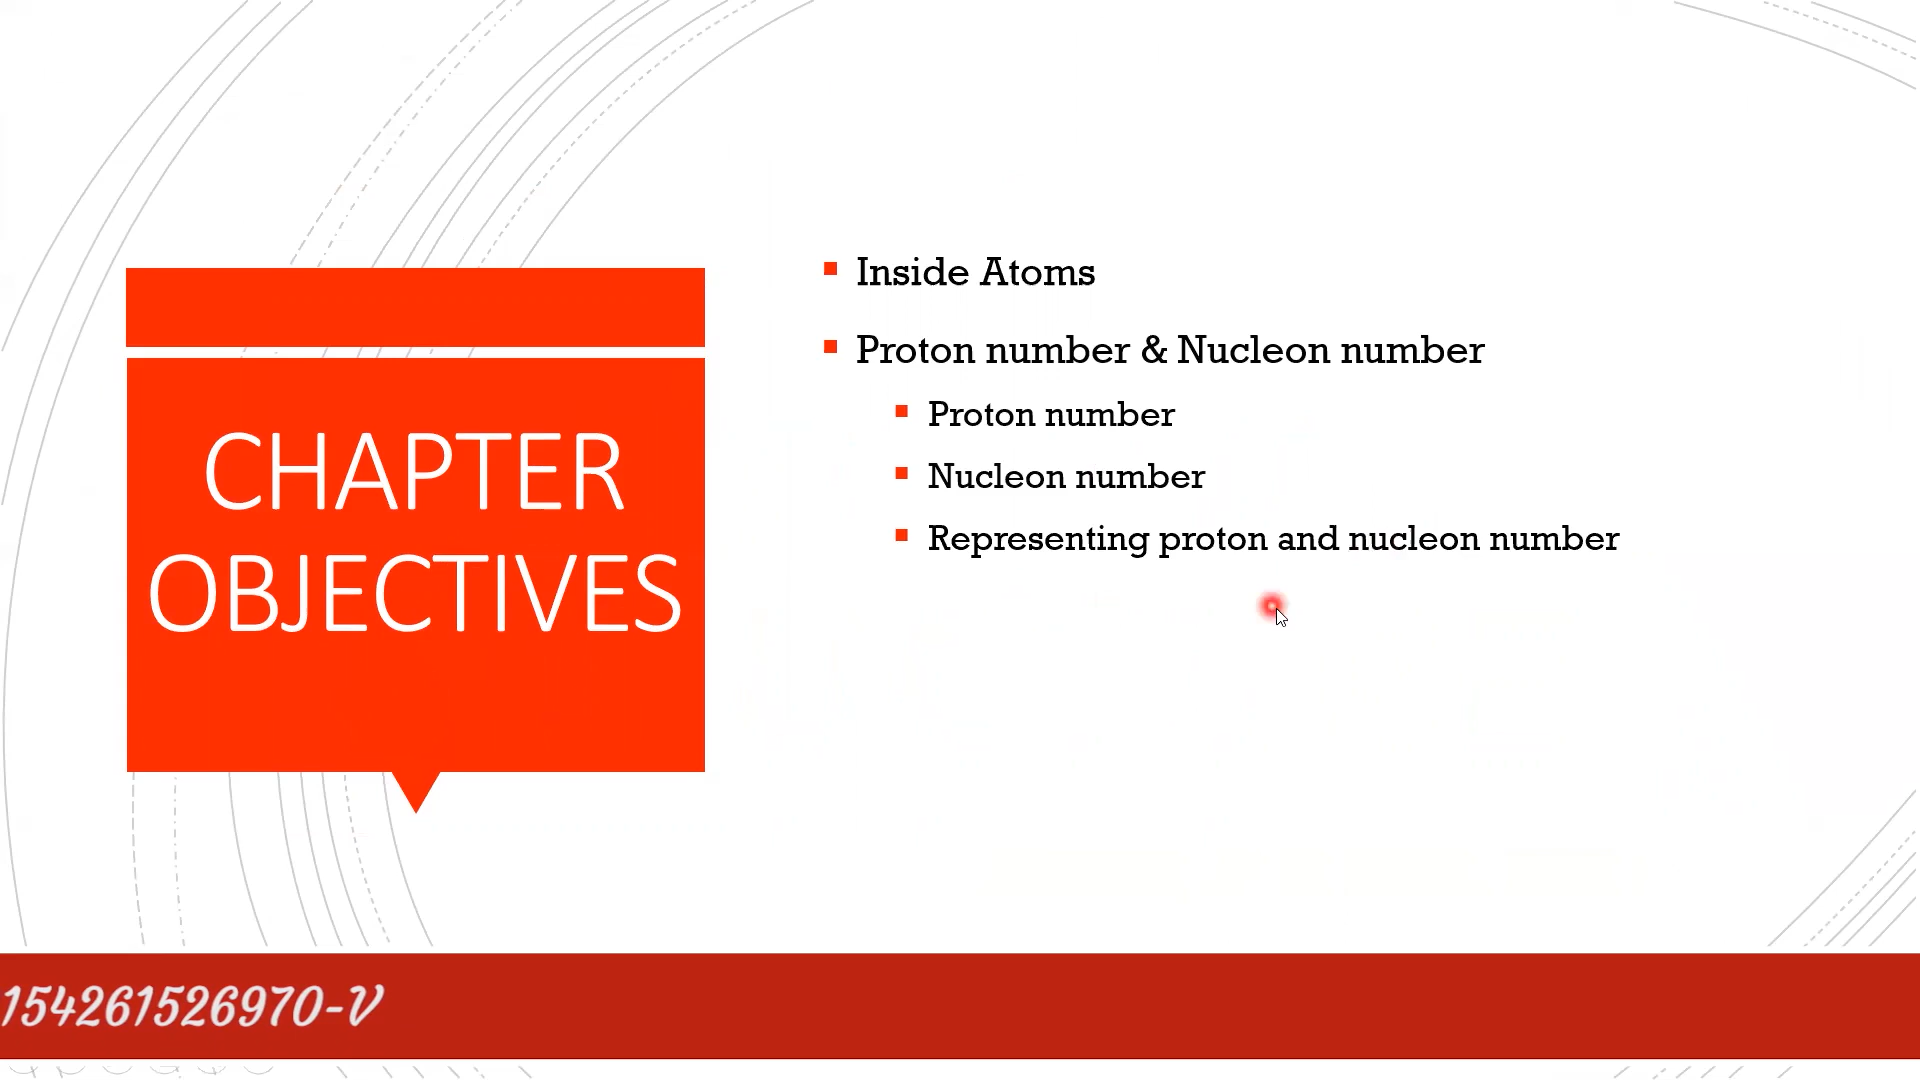 CHAPTER
OBJECTIVES
Inside Atoms
Proton number & Nucleon number
Proton number
Nucleon number
Representing proton and nucleon number
154261526970-V